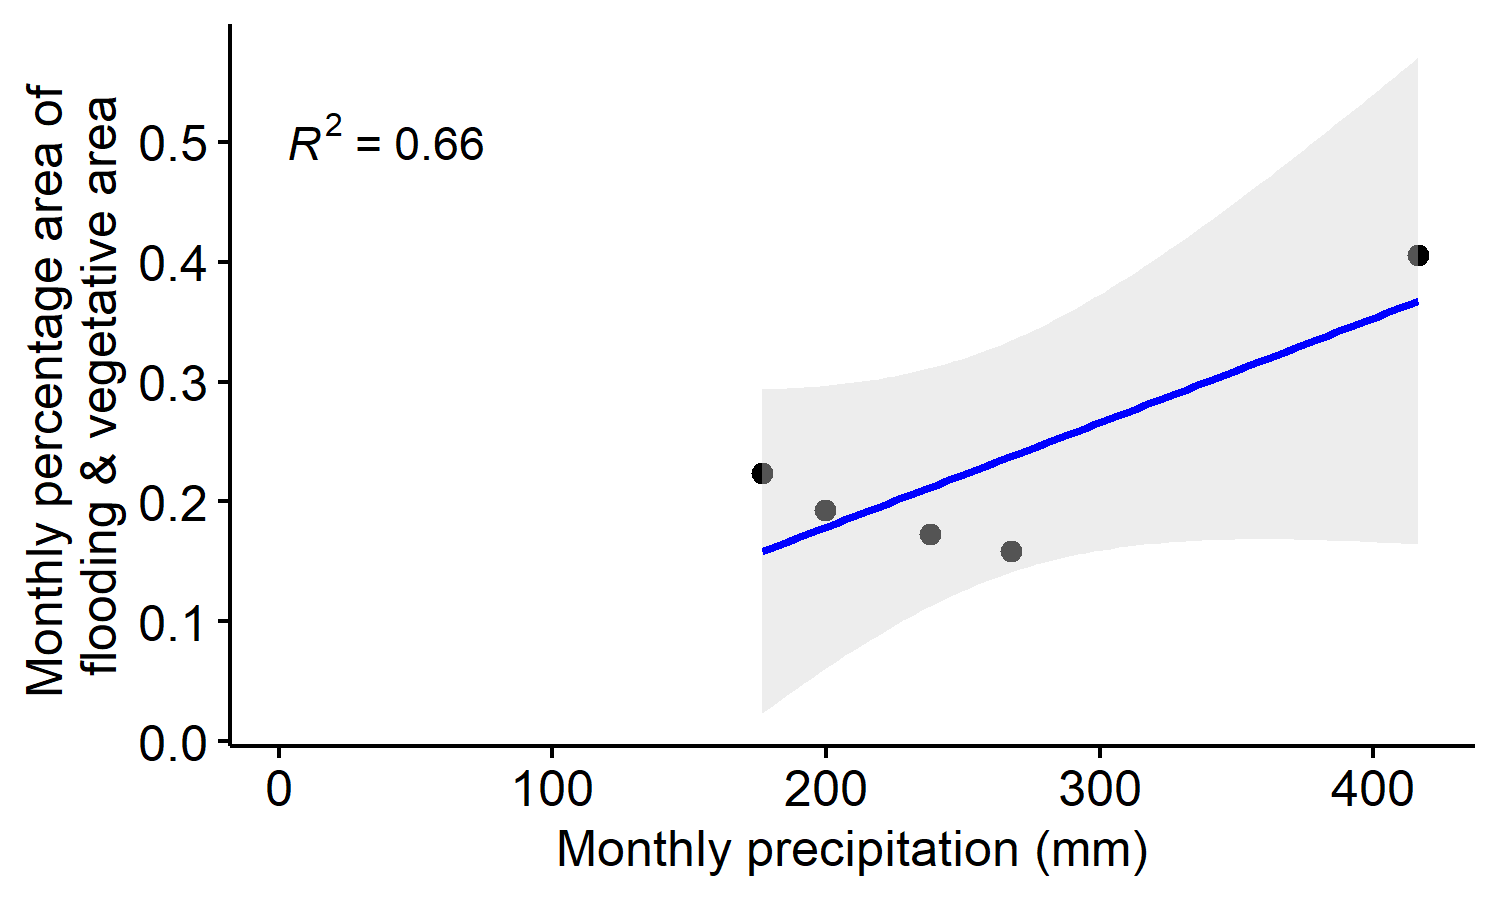 Monthly percentage area of
flooding & vegetative area
0.5
0.4
0.3
0.2
0.1
0.0
R² = 0.66
0 100 200 300 400
Monthly precipitation (mm)